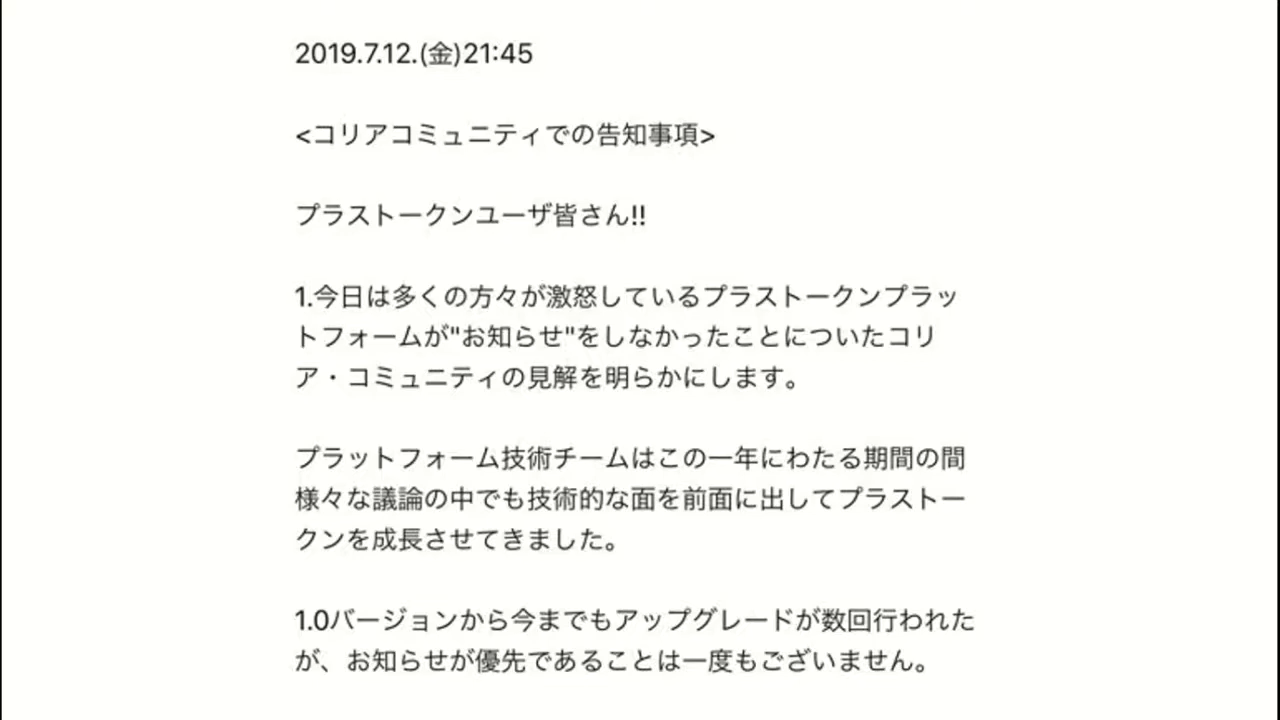 2019.7.12.(金)21:45
<コリアコミュニティでの告知事項>
プラストークンユーザ皆さん!!
1.今日は多くの方々が激怒しているプラストークンプラッ
トフォームが"お知らせ"をしなかったことについたコリ
ア・コミュニティの見解を明らかにします。
プラットフォーム技術チームはこの一年にわたる期間の間
様々な議論の中でも技術的な面を前面に出してプラストー
クンを成長させてきました。
1.0バージョンから今までもアップグレードが数回行われた
が、お知らせが優先であることは一度もございません。